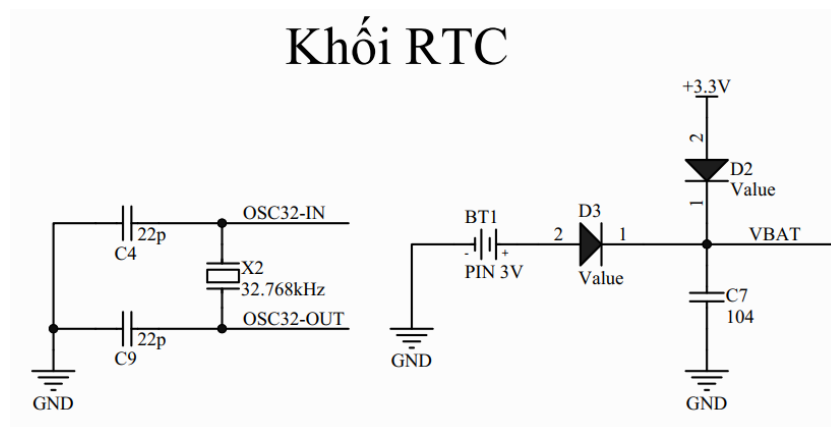 Khối RTC
OSC32-IN
22p
C4
X2
32.768kHz
OSC32-OUT
22p
C9
GND
BT1
-
+
PIN 3V
GND
D3
2
1
Value
+3.3V
2
D2
Value
1
VBAT
C7
104
GND